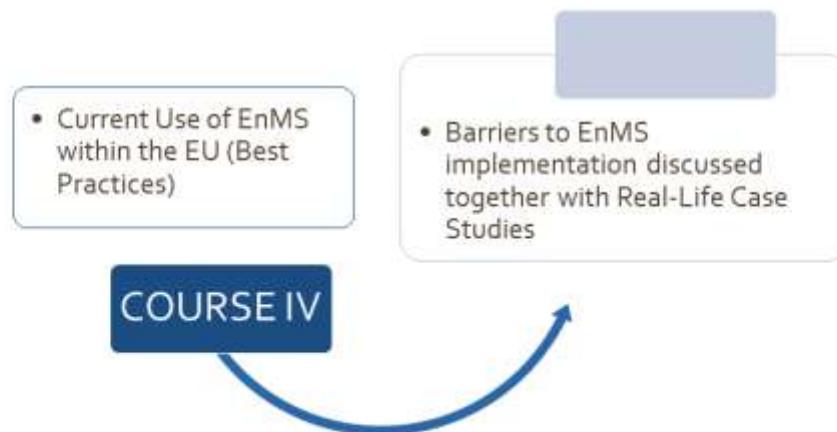 • Current Use of EnMS
within the EU (Best
Practices)
COURSE IV
• Barriers to EnMS
implementation discussed
together with Real-Life Case
Studies